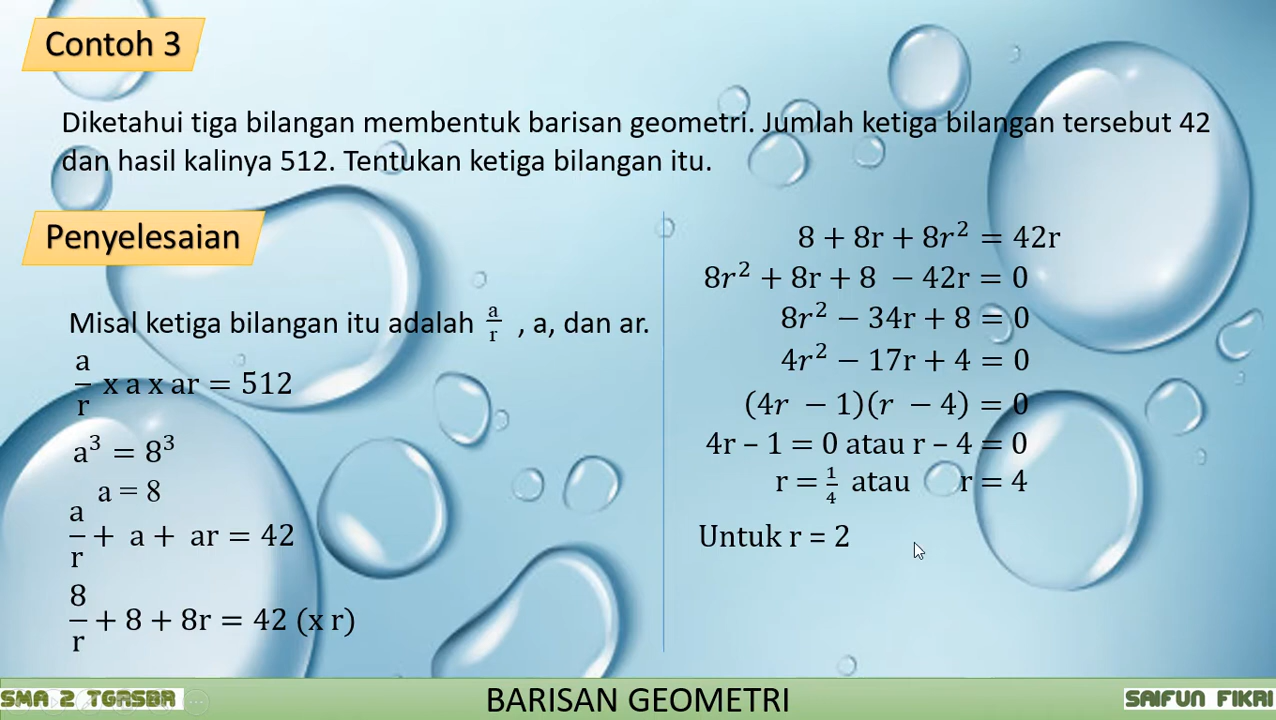 Contoh 3
Diketahui tiga bilangan membentuk barisan geometri. Jumlah ketiga bilangan tersebut 42
dan hasil kalinya 512. Tentukan ketiga bilangan itu.
Penyelesaian
Misal ketiga bilangan itu adalah a/r , a, dan ar.
a/r x a x ar = 512
a³ = 8³
a = 8
a/r + a + ar = 42
8/r + 8 + 8r = 42 (x r)
8 + 8r + 8r² = 42r
8r² + 8r + 8 − 42r = 0
8r² − 34r + 8 = 0
4r² − 17r + 4 = 0
(4r − 1)(r − 4) = 0
4r – 1 = 0 atau r – 4 = 0
r = 1/4 atau r = 4
Untuk r = 2
SMA 2 TGRSBR
BARISAN GEOMETRI
SAIFUN FIKRI